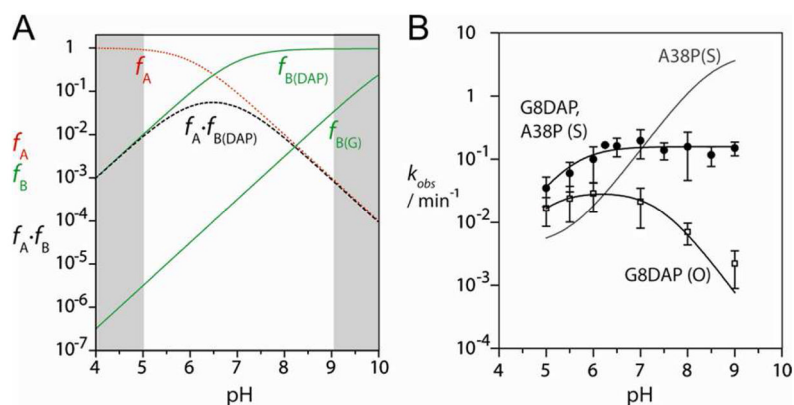 A
1
10-1
10-2
10-3
10-4
10-5
10-6
10-7
fA
fB
fA·fB
fA
fB(DAP)
fA·fB(DAP)
fB(G)
4 5 6 7 8 9 10
pH
B
10
1
10-1
10-2
10-3
10-4
kobs
/ min-1
A38P(S)
G8DAP,
A38P (S)
G8DAP (O)
4 5 6 7 8 9 10
pH